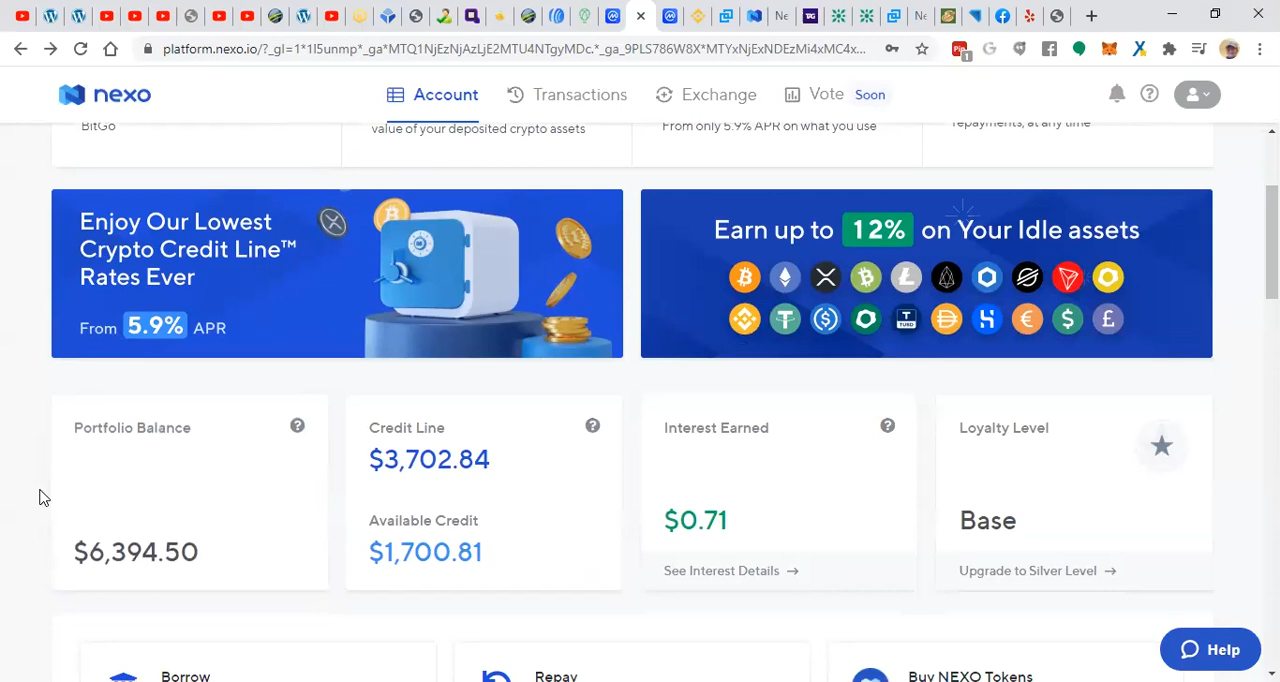 platform.nexo.io/?_gl=1*1l5unmp*_ga*MTQ1NjEzNjAzLjE2MTU4NTgyMDc.*_ga_9PLS786W8X*MTYxNjExNDEzMi4xMC4x...
nexo
Account
Transactions
Exchange
Vote Soon
BitGo
value of your deposited crypto assets
From only 5.9% APR on what you use
repayments, at any time
Enjoy Our Lowest
Crypto Credit Line™
Rates Ever
From 5.9% APR
Earn up to 12% on Your Idle assets
Portfolio Balance
$6,394.50
Credit Line
$3,702.84
Available Credit
$1,700.81
Interest Earned
$0.71
See Interest Details →
Loyalty Level
Base
Upgrade to Silver Level →
Borrow
Repay
Buy NEXO Tokens
Help